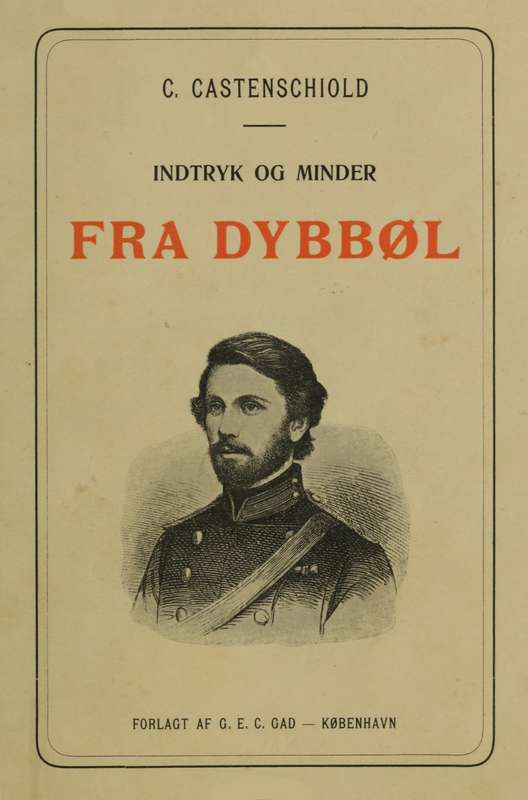 C. CASTENSCHIOLD
INDTRYK OG MINDER
FRA DYBBØL
FORLAGT AF G. E. C. GAD — KØBENHAVN